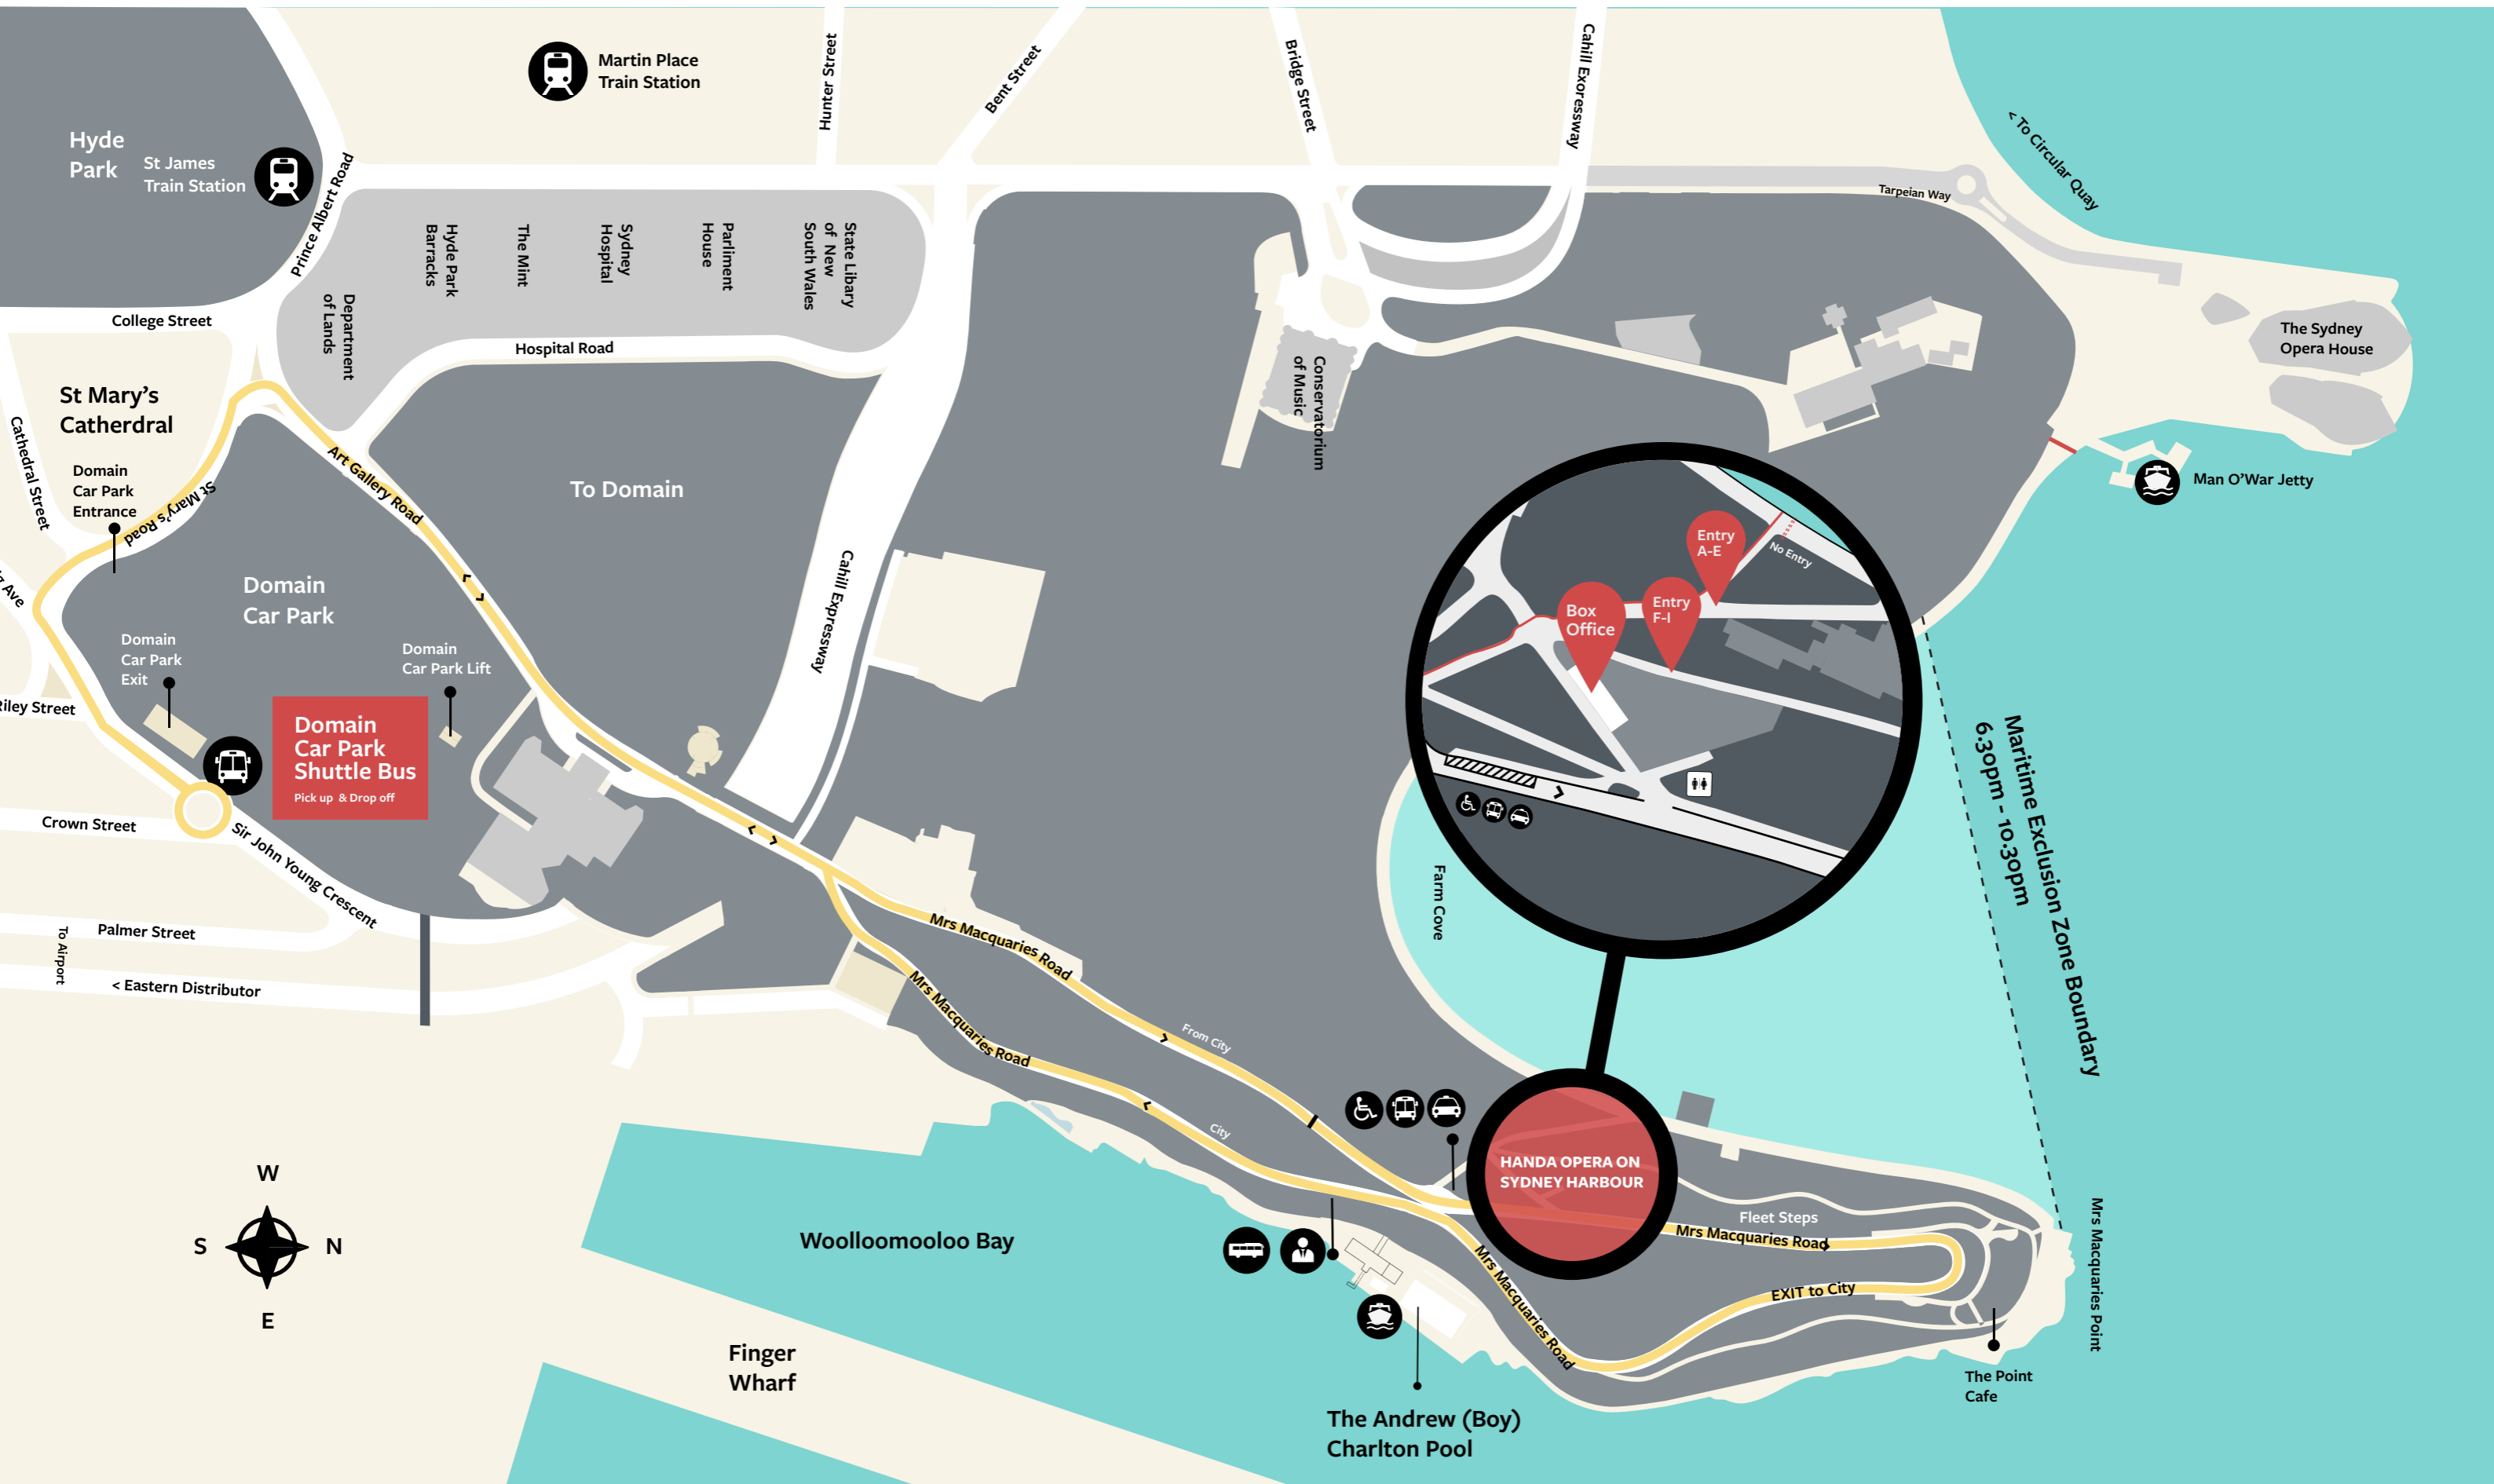 Martin Place
Train Station
Hunter Street
Bent Street
Bridge Street
Cahill Exoressway
< To Circular Quay
Hyde
Park
St James
Train Station
Prince Albert Road
Tarpeian Way
Hyde Park
Barracks
The Mint
Sydney
Hospital
Parliment
House
State Libary
of New
South Wales
Department
of Lands
College Street
Hospital Road
The Sydney
Opera House
Conservatorium
of Music
St Mary's
Catherdral
Cathedral Street
Domain
Car Park
Entrance
St Mary's Road
Art Gallery Road
To Domain
Man O'War Jetty
Domain
Car Park
Cahill Expressway
Entry
A-E
No Entry
Entry
F-I
Box
Office
Domain
Car Park
Exit
Domain
Car Park Lift
Riley Street
Domain
Car Park
Shuttle Bus
Pick up & Drop off
Maritime Exclusion Zone Boundary
6.30pm - 10.30pm
Crown Street
Sir John Young Crescent
Farm Cove
Palmer Street
To Airport
< Eastern Distributor
Mrs Macquaries Road
Mrs Macquaries Road
From City
City
HANDA OPERA ON
SYDNEY HARBOUR
Fleet Steps
Mrs Macquaries Road
Mrs Macquaries Road
EXIT to City
Mrs Macquaries Point
W
S
N
E
Woolloomooloo Bay
Finger
Wharf
The Point
Cafe
The Andrew (Boy)
Charlton Pool